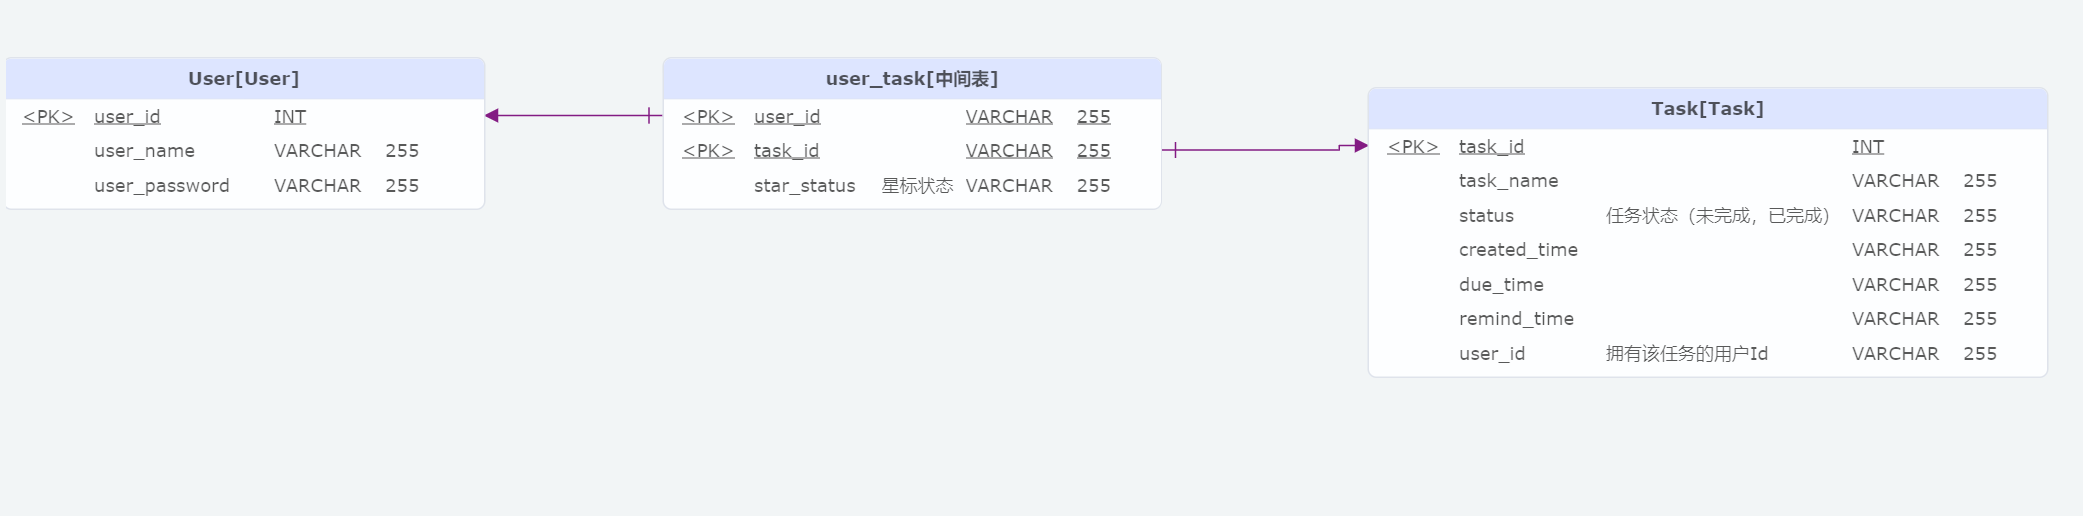 User[User]
<PK> user_id INT
user_name VARCHAR 255
user_password VARCHAR 255
user_task[中间表]
<PK> user_id VARCHAR 255
<PK> task_id VARCHAR 255
star_status 星标状态 VARCHAR 255
Task[Task]
<PK> task_id INT
task_name VARCHAR 255
status 任务状态（未完成，已完成） VARCHAR 255
created_time VARCHAR 255
due_time VARCHAR 255
remind_time VARCHAR 255
user_id 拥有该任务的用户Id VARCHAR 255